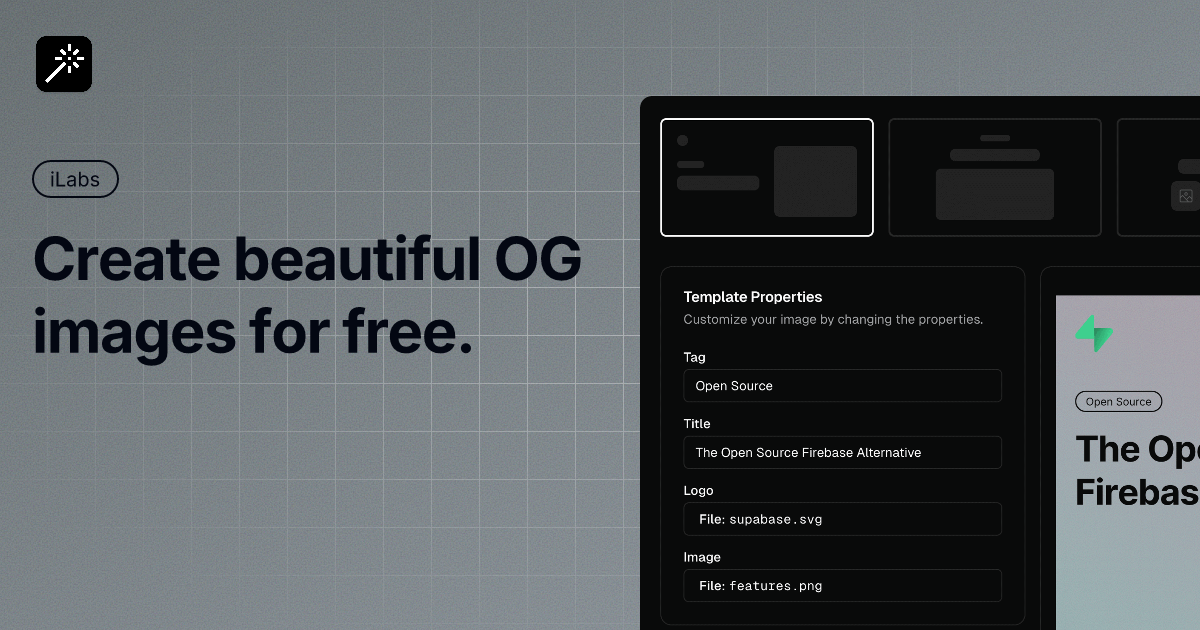 iLabs
Create beautiful OG
images for free.
Template Properties
Customize your image by changing the properties.
Tag
Open Source
Title
The Open Source Firebase Alternative
Logo
File: supabase.svg
Image
File: features.png
Open Source
The Op
Firebas